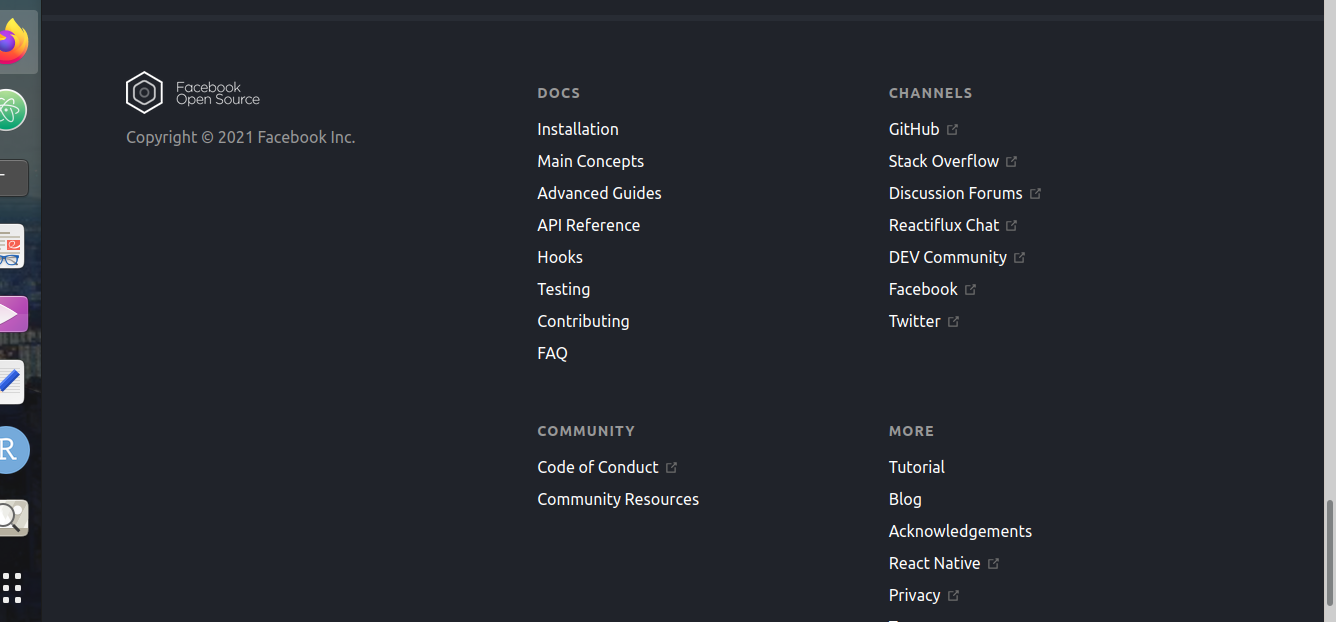 Facebook
Open Source
Copyright © 2021 Facebook Inc.
DOCS
Installation
Main Concepts
Advanced Guides
API Reference
Hooks
Testing
Contributing
FAQ
CHANNELS
GitHub
Stack Overflow
Discussion Forums
Reactiflux Chat
DEV Community
Facebook
Twitter
COMMUNITY
Code of Conduct
Community Resources
MORE
Tutorial
Blog
Acknowledgements
React Native
Privacy
R